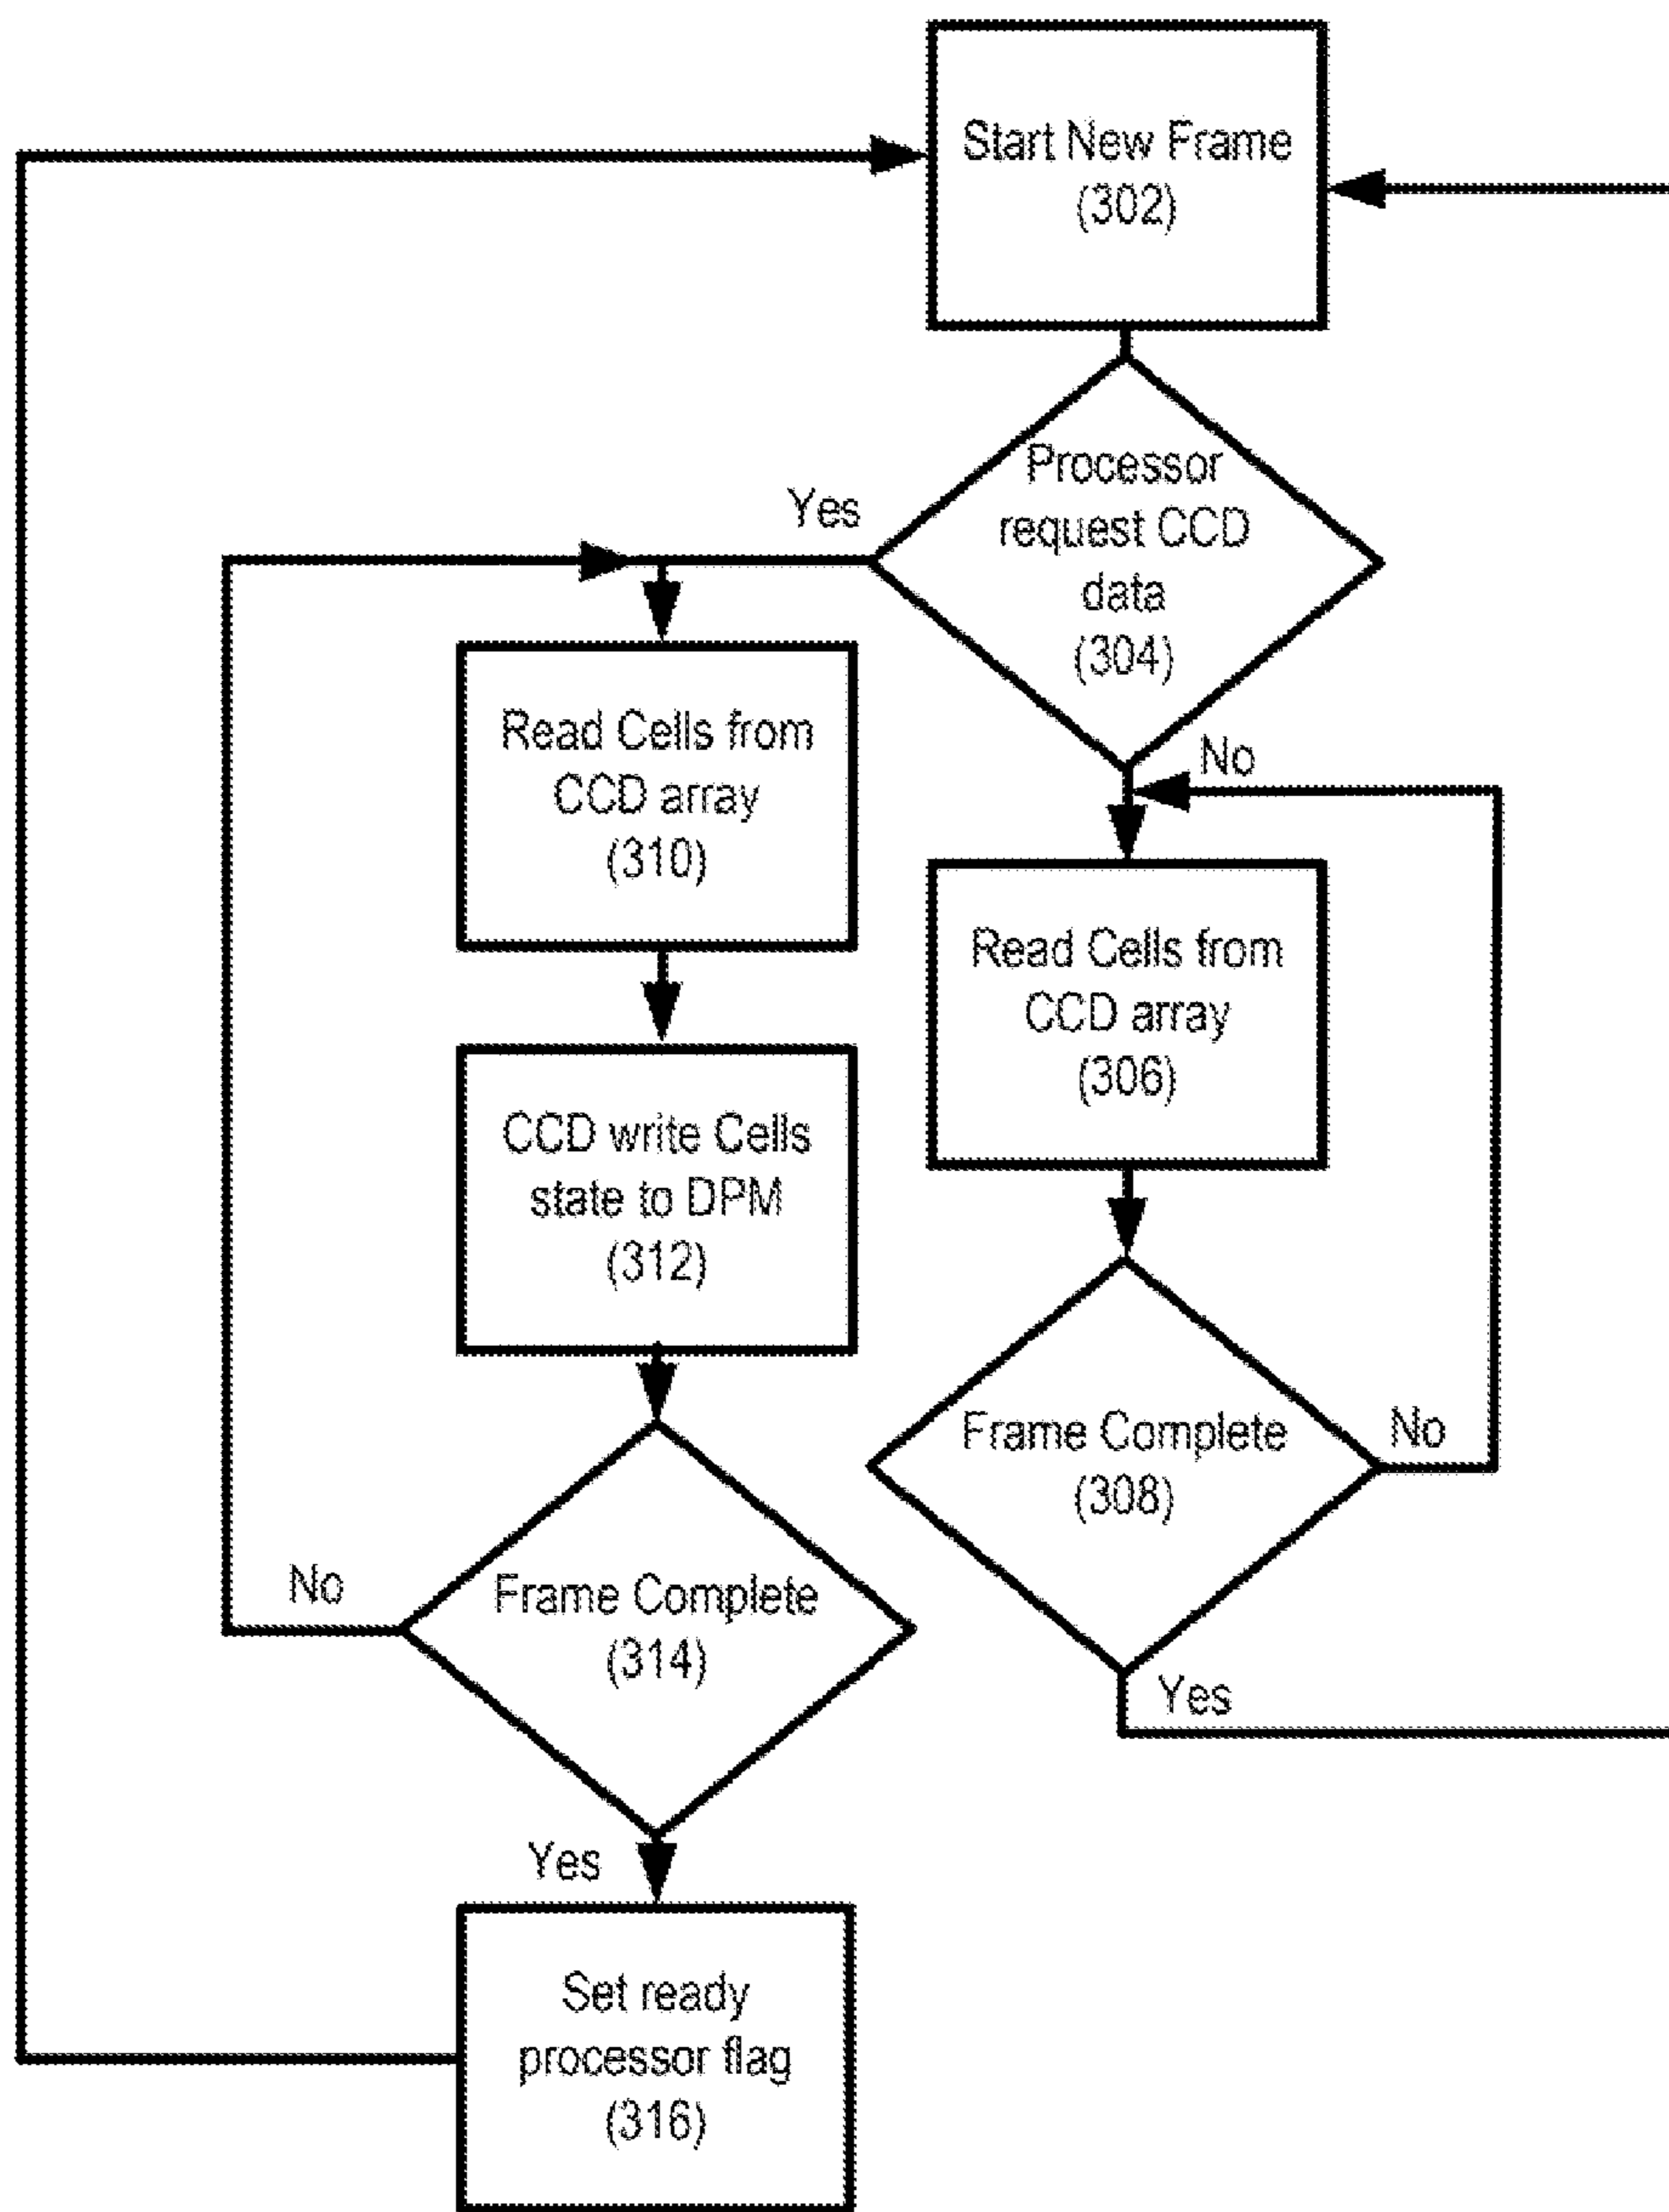 Start New Frame
(302)
Processor
request CCD
data
(304)
Yes
No
Read Cells from
CCD array
(310)
Read Cells from
CCD array
(306)
CCD write Cells
state to DPM
(312)
Frame Complete
(308)
No
Yes
Frame Complete
(314)
No
Yes
Set ready
processor flag
(316)